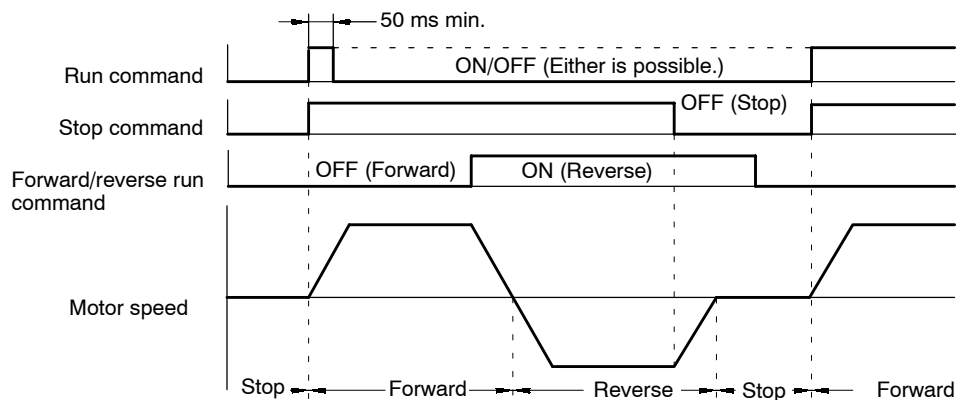 50 ms min.
Run command
ON/OFF (Either is possible.)
Stop command
OFF (Stop)
Forward/reverse run
command
OFF (Forward)
ON (Reverse)
Motor speed
Stop
Forward
Reverse
Stop
Forward